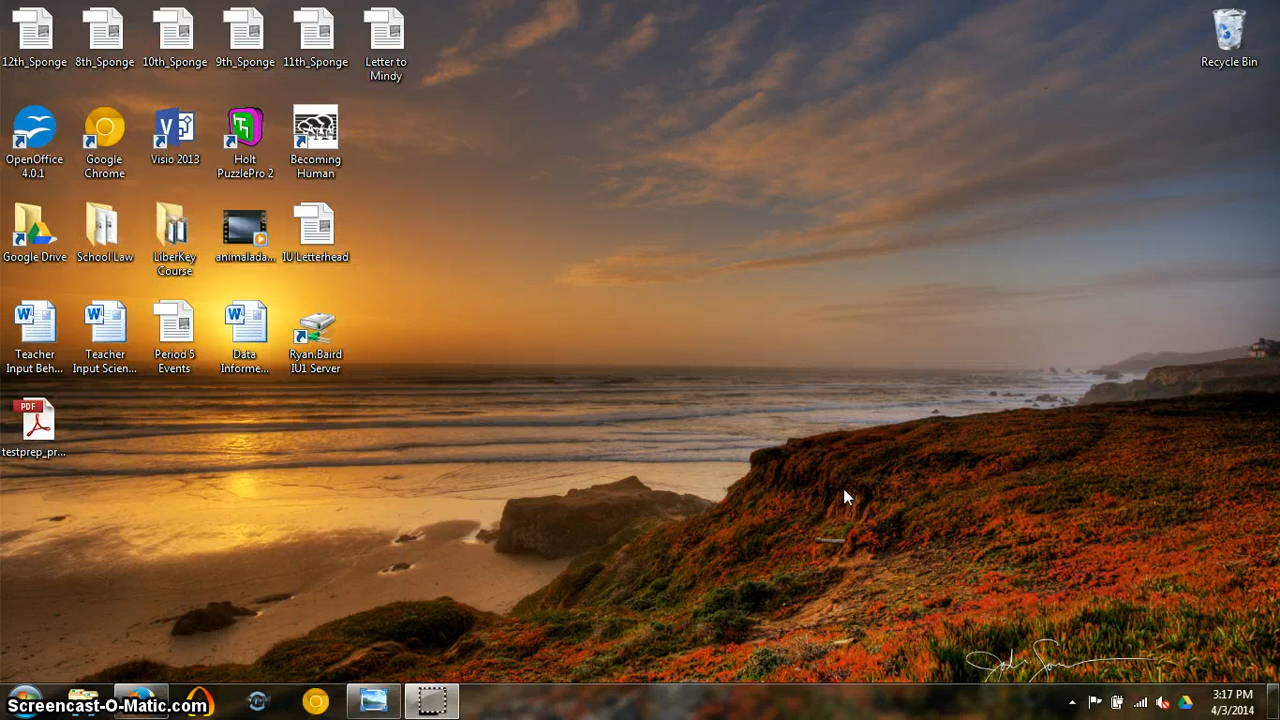 12th_Sponge
8th_Sponge
10th_Sponge
9th_Sponge
11th_Sponge
Letter to
Mindy
Recycle Bin
OpenOffice
4.0.1
Google
Chrome
Visio 2013
Holt
PuzzlePro 2
Becoming
Human
Google Drive
School Law
LiberKey
Course
animalada...
IU Letterhead
Teacher
Input Beh...
Teacher
Input Scien...
Period 5
Events
Data
Informe...
Ryan.Baird
IU1 Server
PDF
testprep_pr...
Screencast-O-Matic.com
3:17 PM
4/3/2014